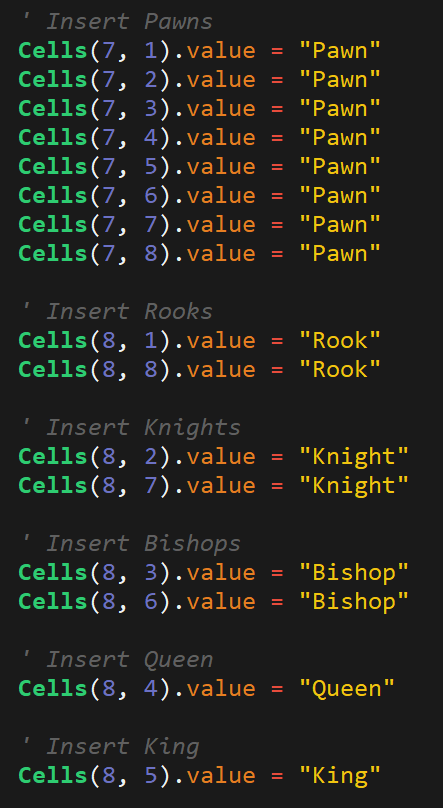 ' Insert Pawns
Cells(7, 1).value = "Pawn"
Cells(7, 2).value = "Pawn"
Cells(7, 3).value = "Pawn"
Cells(7, 4).value = "Pawn"
Cells(7, 5).value = "Pawn"
Cells(7, 6).value = "Pawn"
Cells(7, 7).value = "Pawn"
Cells(7, 8).value = "Pawn"
' Insert Rooks
Cells(8, 1).value = "Rook"
Cells(8, 8).value = "Rook"
' Insert Knights
Cells(8, 2).value = "Knight"
Cells(8, 7).value = "Knight"
' Insert Bishops
Cells(8, 3).value = "Bishop"
Cells(8, 6).value = "Bishop"
' Insert Queen
Cells(8, 4).value = "Queen"
' Insert King
Cells(8, 5).value = "King"